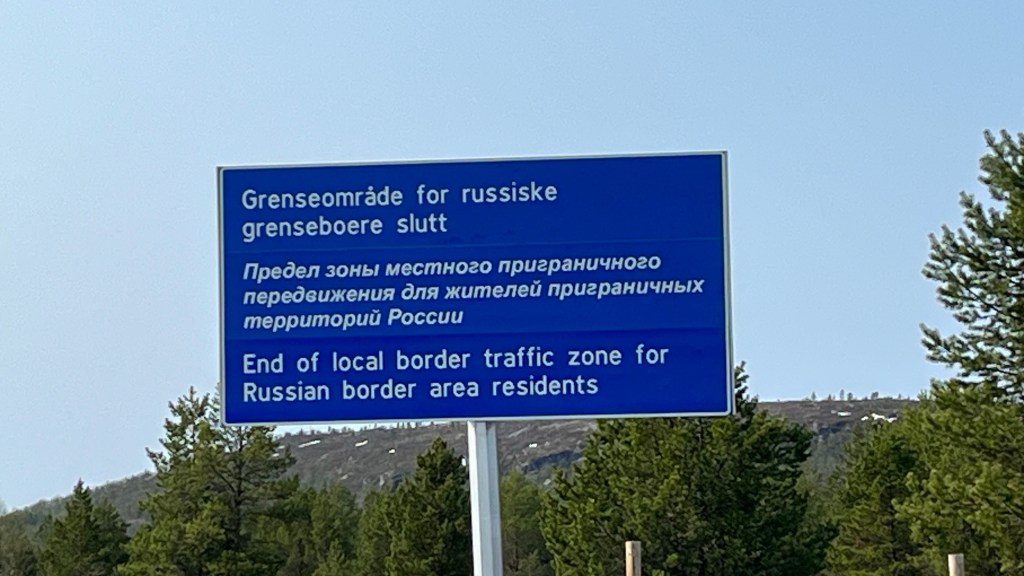 Grenseområde for russiske
grenseboere slutt
Предел зоны местного приграничного
передвижения для жителей приграничных
территорий России
End of local border traffic zone for
Russian border area residents